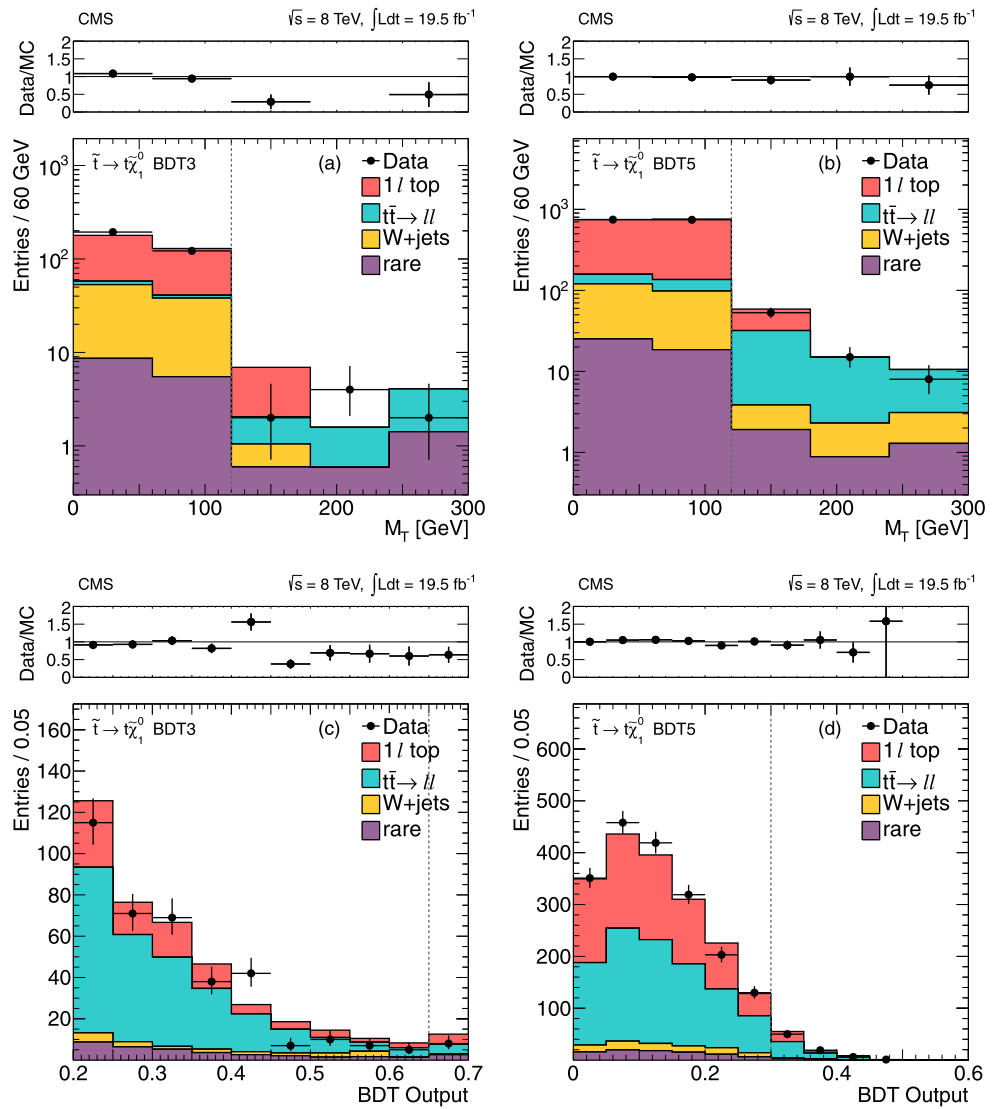 CMS √s = 8 TeV, ∫Ldt = 19.5 fb⁻¹
Data/MC
2
1.5
1
0.5
0
Entries / 60 GeV
t̃ → tχ̃₁⁰ BDT3 (a)
Data
1 l top
tt̄ → ll
W+jets
rare
10³
10²
10
1
0 100 200 300
M_T [GeV]
CMS √s = 8 TeV, ∫Ldt = 19.5 fb⁻¹
Data/MC
2
1.5
1
0.5
0
Entries / 60 GeV
t̃ → tχ̃₁⁰ BDT5 (b)
Data
1 l top
tt̄ → ll
W+jets
rare
10³
10²
10
1
0 100 200 300
M_T [GeV]
CMS √s = 8 TeV, ∫Ldt = 19.5 fb⁻¹
Data/MC
2
1.5
1
0.5
0
Entries / 0.05
t̃ → tχ̃₁⁰ BDT3 (c)
Data
1 l top
tt̄ → ll
W+jets
rare
160
140
120
100
80
60
40
20
0.2 0.3 0.4 0.5 0.6 0.7
BDT Output
CMS √s = 8 TeV, ∫Ldt = 19.5 fb⁻¹
Data/MC
2
1.5
1
0.5
0
Entries / 0.05
t̃ → tχ̃₁⁰ BDT5 (d)
Data
1 l top
tt̄ → ll
W+jets
rare
600
500
400
300
200
100
0 0.2 0.4 0.6
BDT Output